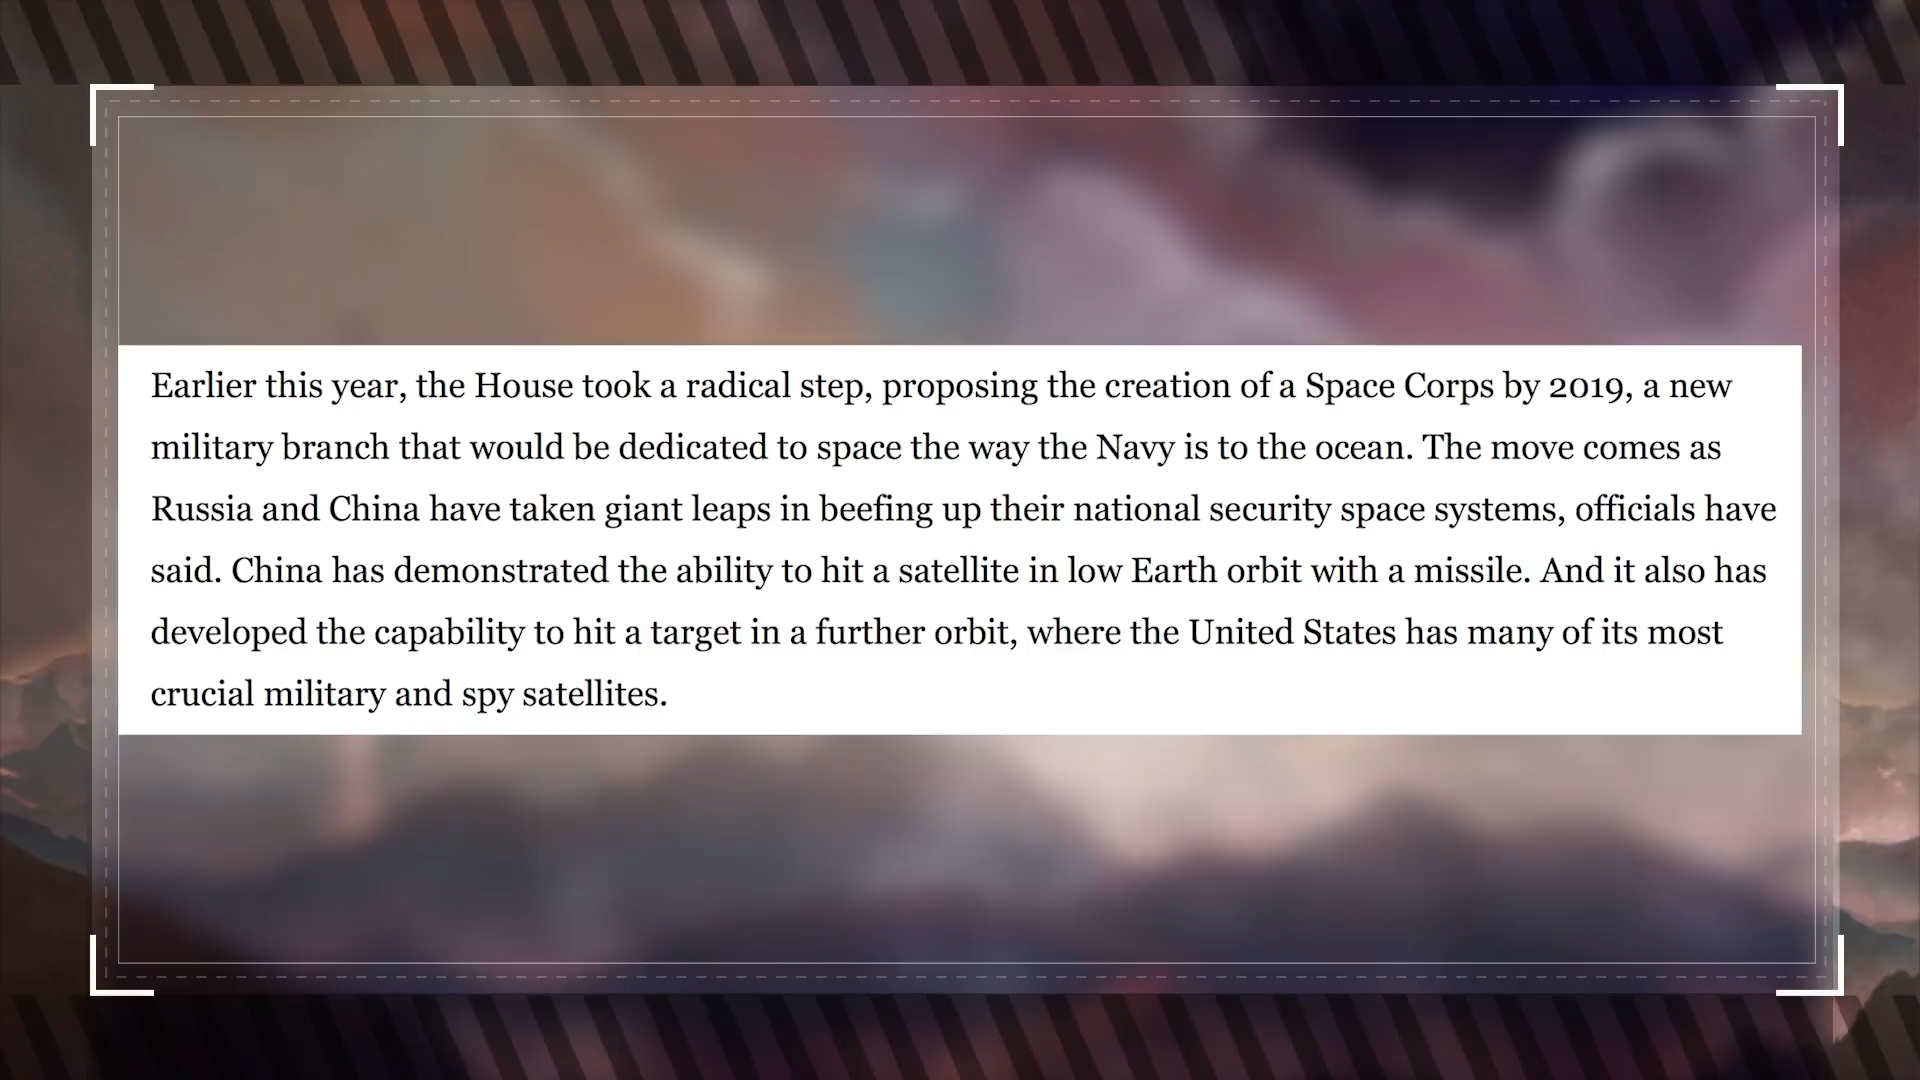 Earlier this year, the House took a radical step, proposing the creation of a Space Corps by 2019, a new
military branch that would be dedicated to space the way the Navy is to the ocean. The move comes as
Russia and China have taken giant leaps in beefing up their national security space systems, officials have
said. China has demonstrated the ability to hit a satellite in low Earth orbit with a missile. And it also has
developed the capability to hit a target in a further orbit, where the United States has many of its most
crucial military and spy satellites.